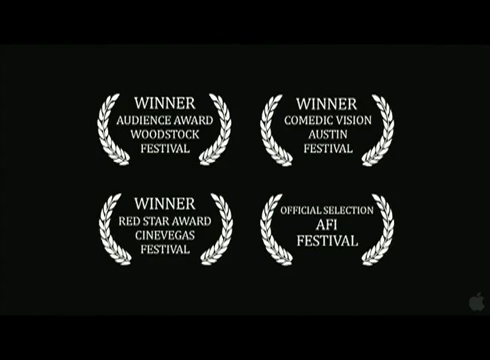 WINNER
AUDIENCE AWARD
WOODSTOCK
FESTIVAL
WINNER
COMEDIC VISION
AUSTIN
FESTIVAL
WINNER
RED STAR AWARD
CINEVEGAS
FESTIVAL
OFFICIAL SELECTION
AFI
FESTIVAL